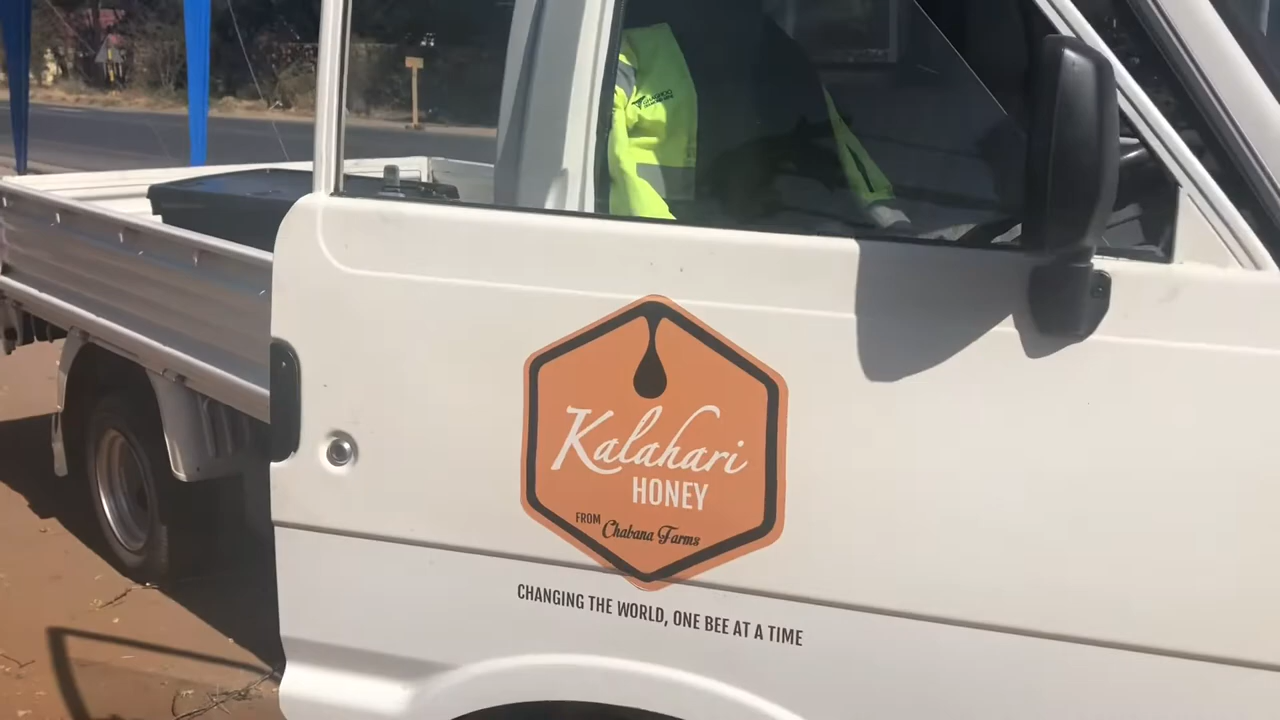 Kalahari
HONEY
FROM Chabana Farms
CHANGING THE WORLD, ONE BEE AT A TIME